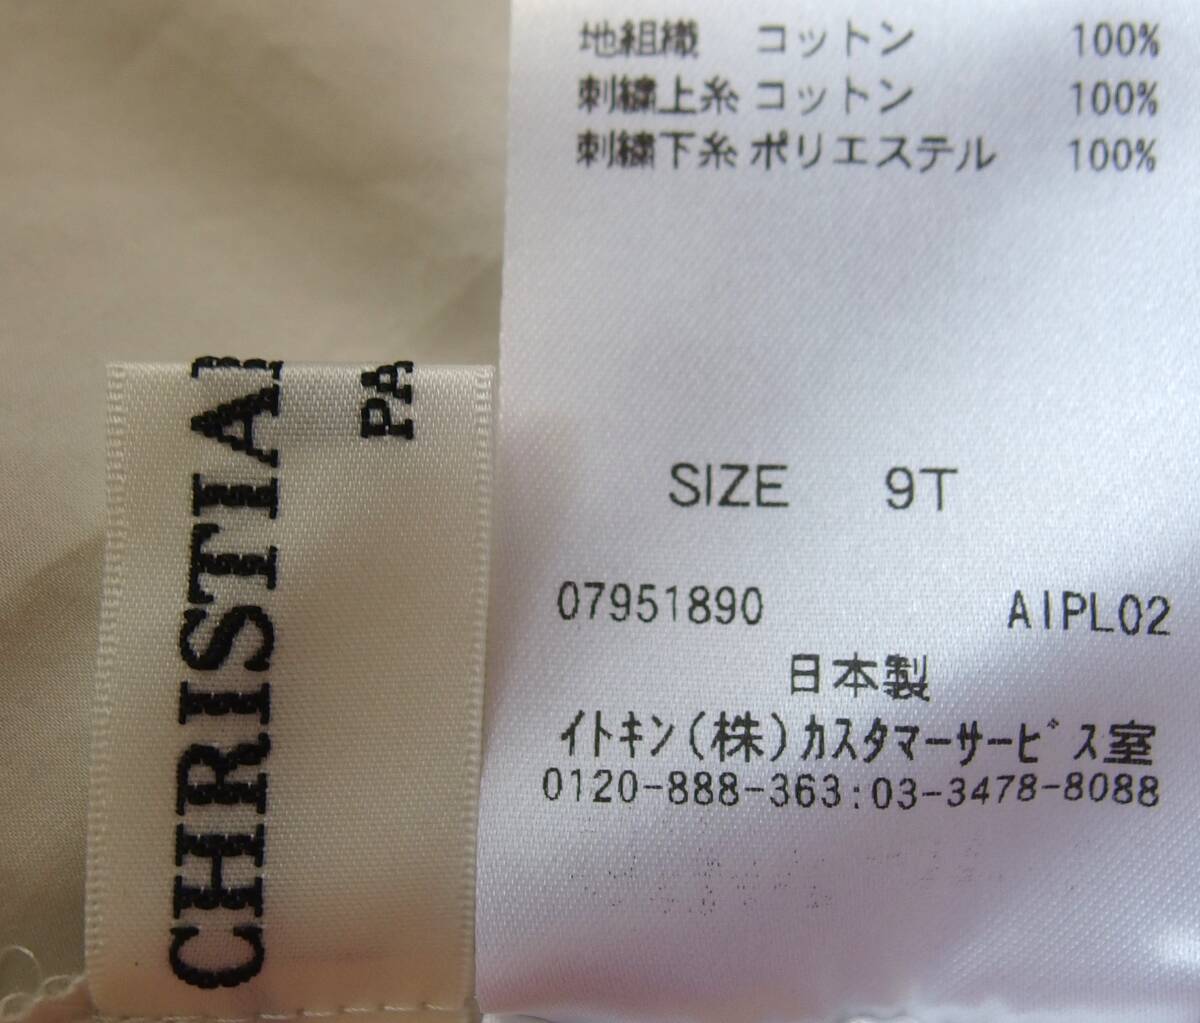 地組織 コットン 100%
刺繍上糸 コットン 100%
刺繍下糸 ポリエステル 100%
SIZE 9T
07951890 AIPL02
日本製
イトキン(株)カスタマーサービス室
0120-888-363:03-3478-8088
CHRISTIA
PA